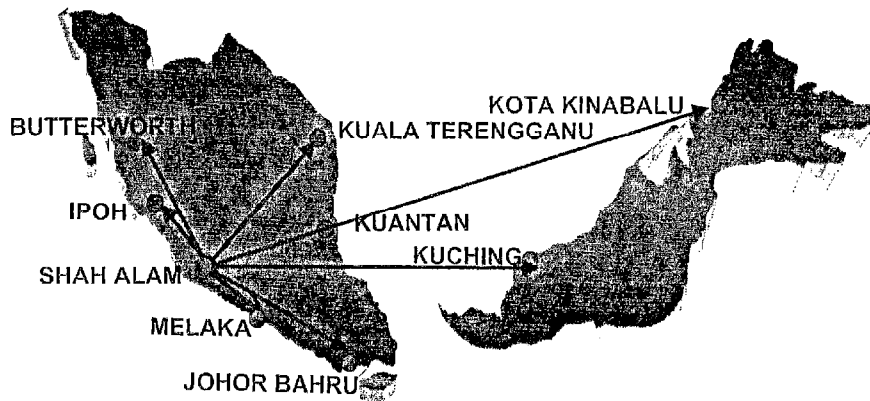 KOTA KINABALU
BUTTERWORTH
KUALA TERENGGANU
IPOH
KUANTAN
KUCHING
SHAH ALAM
MELAKA
JOHOR BAHRU